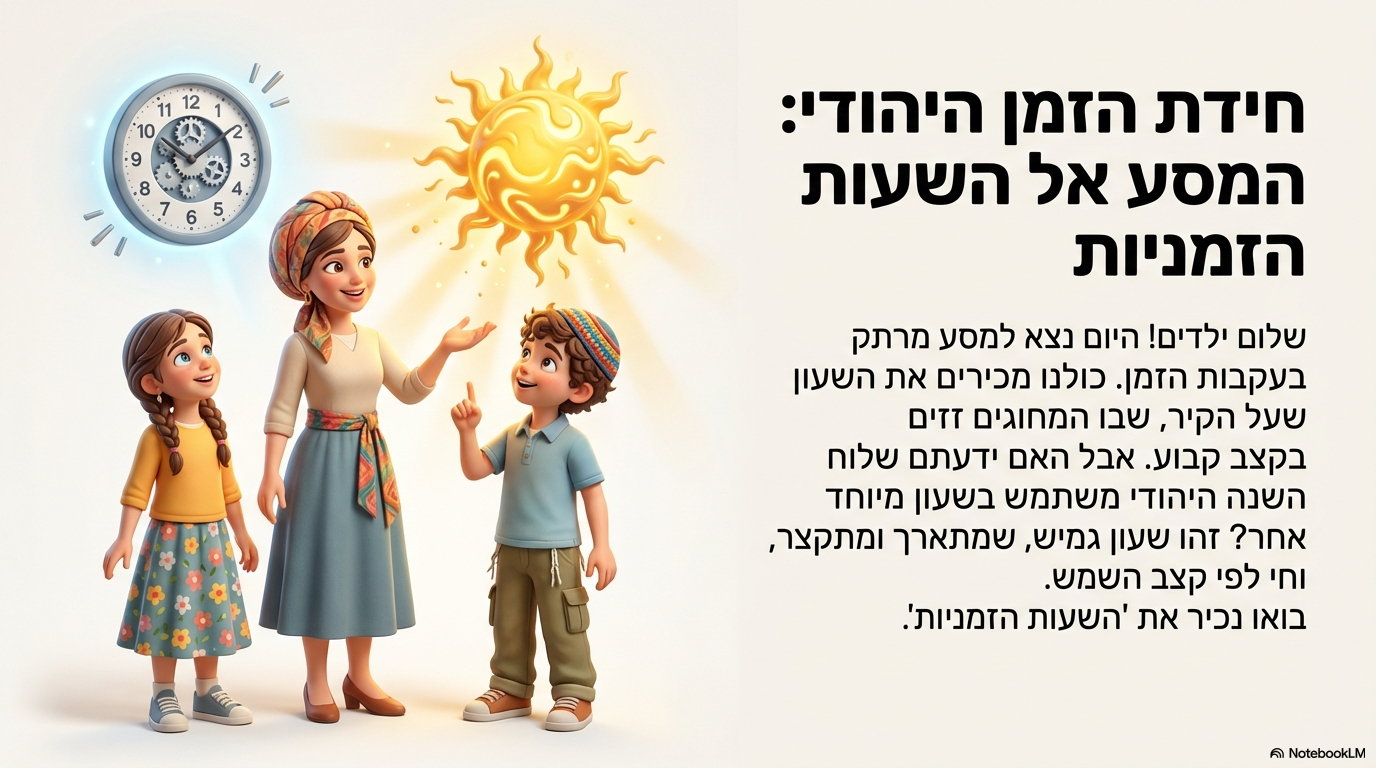 חידת הזמן היהודי:
המסע אל השעות
הזמניות
שלום ילדים! היום נצא למסע מרתק
בעקבות הזמן. כולנו מכירים את השעון
שעל הקיר, שבו המחוגים זזים
בקצב קבוע. אבל האם ידעתם שלוח
השנה היהודי משתמש בשעון מיוחד
אחר? זהו שעון גמיש, שמתארך ומתקצר,
וחי לפי קצב השמש.
בואו נכיר את 'השעות הזמניות'.
12
1
2
3
4
5
6
7
8
9
10
11
NotebookLM